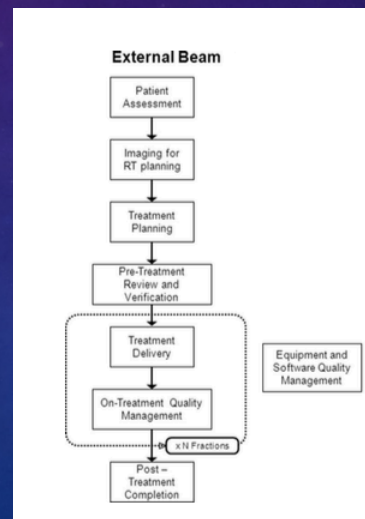 External Beam
Patient
Assessment
Imaging for
RT planning
Treatment
Planning
Pre-Treatment
Review and
Verification
Treatment
Delivery
Equipment and
Software Quality
Management
On-Treatment Quality
Management
x N Fractions
Post –
Treatment
Completion